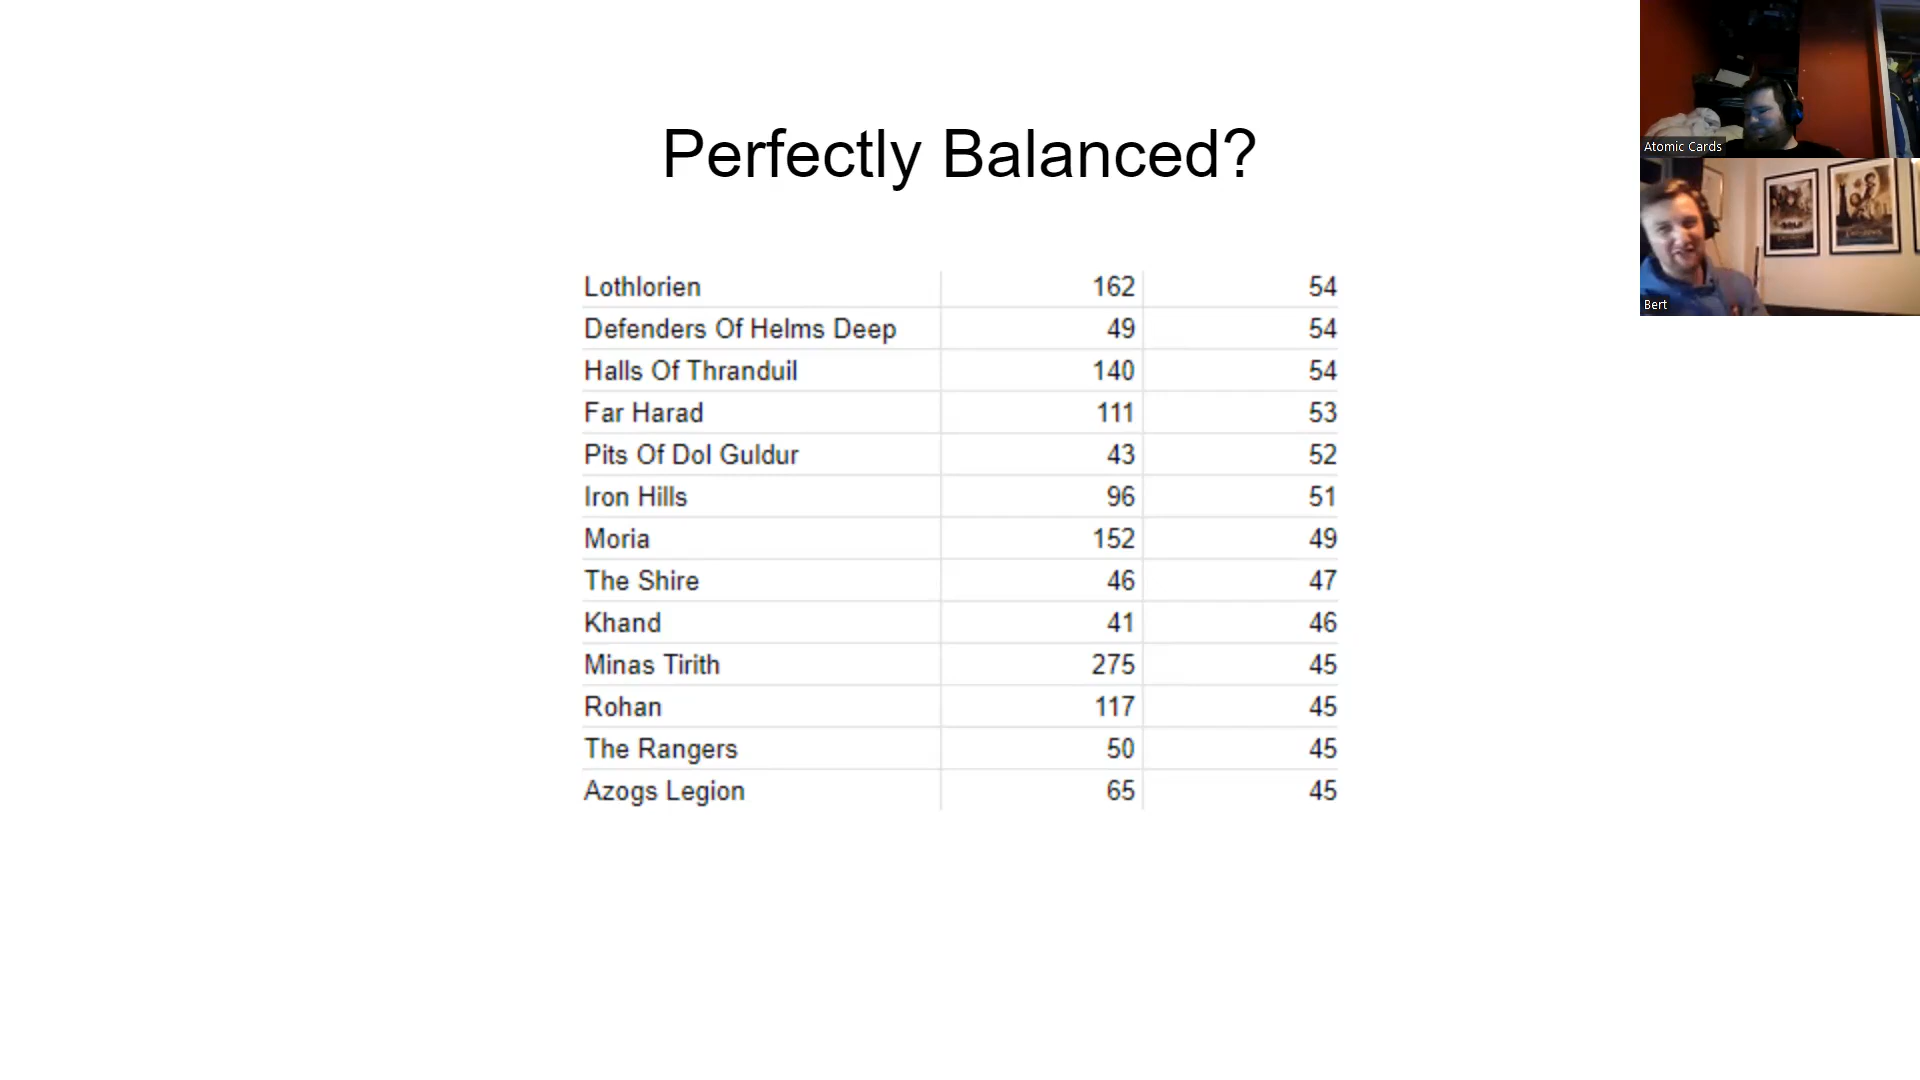 Perfectly Balanced?
Lothlorien 162 54
Defenders Of Helms Deep 49 54
Halls Of Thranduil 140 54
Far Harad 111 53
Pits Of Dol Guldur 43 52
Iron Hills 96 51
Moria 152 49
The Shire 46 47
Khand 41 46
Minas Tirith 275 45
Rohan 117 45
The Rangers 50 45
Azogs Legion 65 45
Atomic Cards
Bert